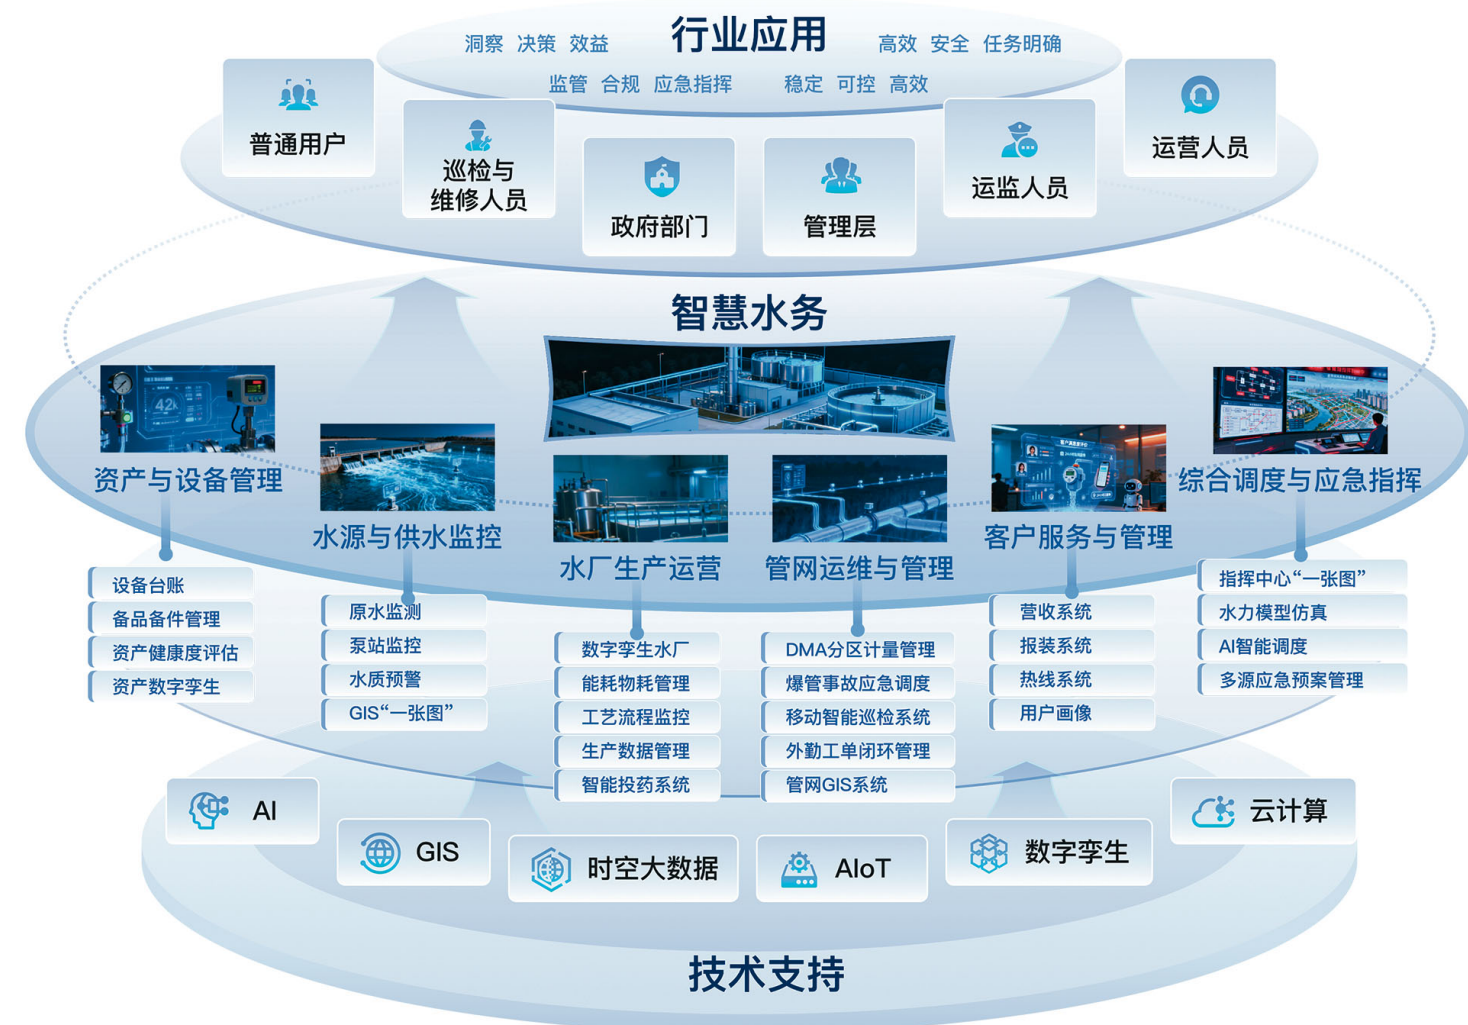 行业应用
洞察 决策 效益
高效 安全 任务明确
监管 合规 应急指挥
稳定 可控 高效
普通用户
巡检与
维修人员
政府部门
管理层
运监人员
运营人员
智慧水务
资产与设备管理
设备台账
备品备件管理
资产健康度评估
资产数字孪生
水源与供水监控
原水监测
泵站监控
水质预警
GIS“一张图”
水厂生产运营
数字孪生水厂
能耗物耗管理
工艺流程监控
生产数据管理
智能投药系统
管网运维与管理
DMA分区计量管理
爆管事故应急调度
移动智能巡检系统
外勤工单闭环管理
管网GIS系统
客户服务与管理
营收系统
报装系统
热线系统
用户画像
综合调度与应急指挥
指挥中心“一张图”
水力模型仿真
AI智能调度
多源应急预案管理
AI
GIS
时空大数据
AIoT
数字孪生
云计算
技术支持